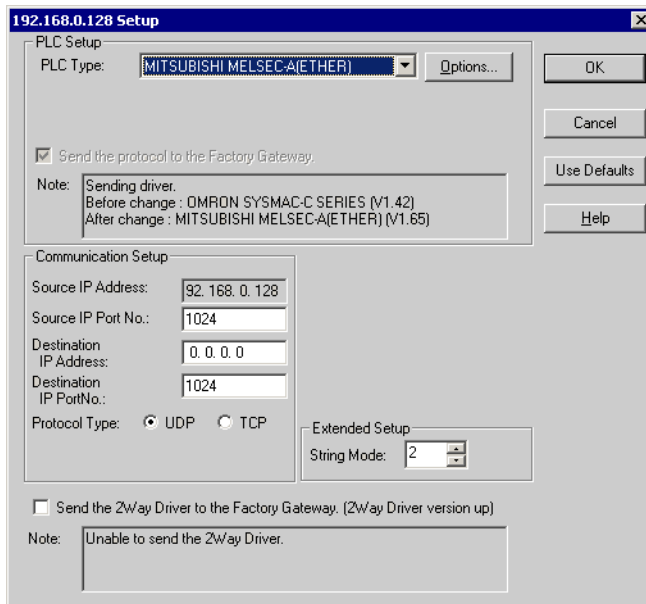 192.168.0.128 Setup
PLC Setup
PLC Type: MITSUBISHI MELSEC-A(ETHER) Options... OK
Cancel
Send the protocol to the Factory Gateway.
Use Defaults
Note: Sending driver.
Before change : OMRON SYSMAC-C SERIES (V1.42)
After change : MITSUBISHI MELSEC-A(ETHER) (V1.65)
Help
Communication Setup
Source IP Address: 92. 168. 0. 128
Source IP Port No.: 1024
Destination
IP Address: 0. 0. 0. 0
Destination
IP PortNo.: 1024
Protocol Type: UDP TCP
Extended Setup
String Mode: 2
Send the 2Way Driver to the Factory Gateway. (2Way Driver version up)
Note: Unable to send the 2Way Driver.